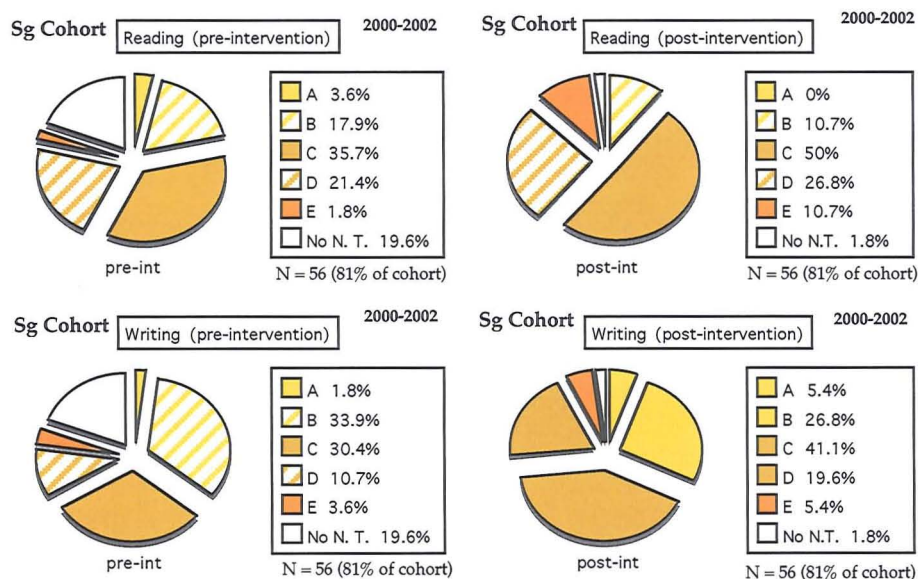 Sg Cohort
Reading (pre-intervention)
2000-2002
A 3.6%
B 17.9%
C 35.7%
D 21.4%
E 1.8%
No N. T. 19.6%
pre-int
N = 56 (81% of cohort)
Sg Cohort
Reading (post-intervention)
2000-2002
A 0%
B 10.7%
C 50%
D 26.8%
E 10.7%
No N.T. 1.8%
post-int
N = 56 (81% of cohort)
Sg Cohort
Writing (pre-intervention)
2000-2002
A 1.8%
B 33.9%
C 30.4%
D 10.7%
E 3.6%
No N. T. 19.6%
pre-int
N = 56 (81% of cohort)
Sg Cohort
Writing (post-intervention)
2000-2002
A 5.4%
B 26.8%
C 41.1%
D 19.6%
E 5.4%
No N.T. 1.8%
post-int
N = 56 (81% of cohort)